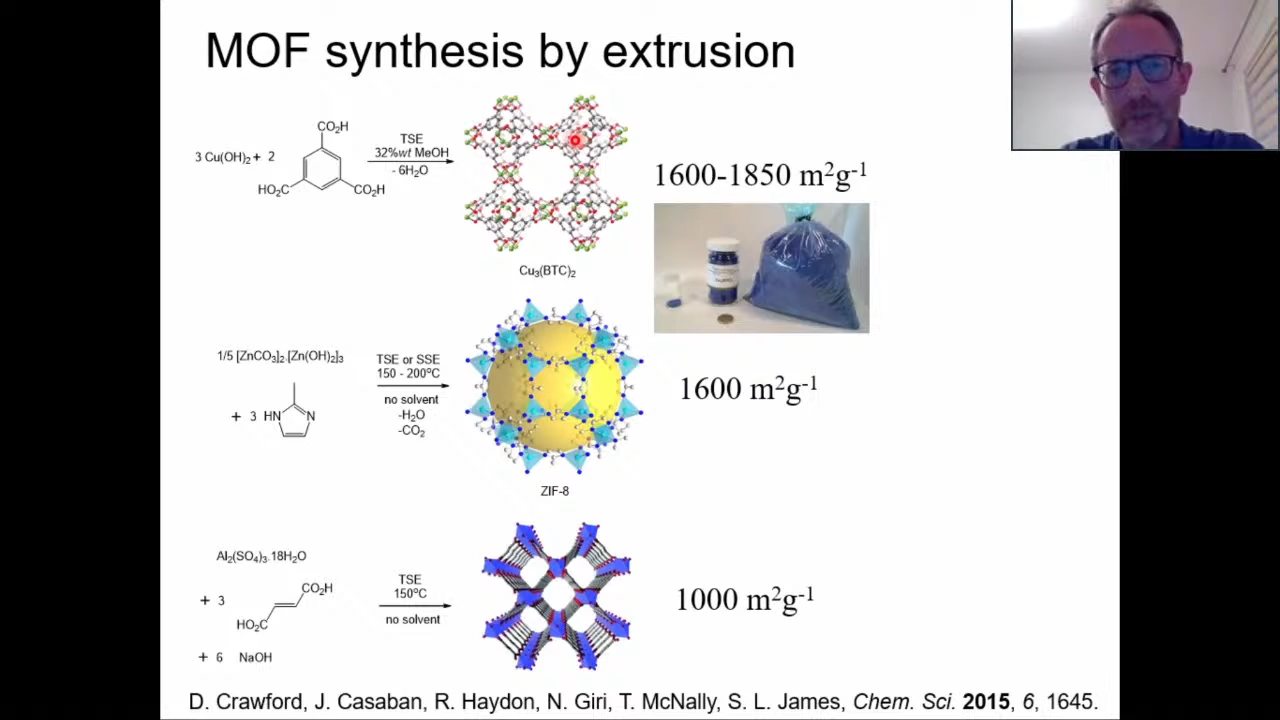 MOF synthesis by extrusion
3 Cu(OH)₂ + 2
CO₂H
HO₂C
CO₂H
TSE
32%wt MeOH
- 6H₂O
Cu₃(BTC)₂
1600-1850 m²g⁻¹
1/5 [ZnCO₃]₂.[Zn(OH)₂]₃
+ 3 HN N
TSE or SSE
150 - 200ºC
no solvent
-H₂O
-CO₂
ZIF-8
1600 m²g⁻¹
Al₂(SO₄)₃.18H₂O
+ 3
CO₂H
HO₂C
+ 6 NaOH
TSE
150ºC
no solvent
1000 m²g⁻¹
D. Crawford, J. Casaban, R. Haydon, N. Giri, T. McNally, S. L. James, Chem. Sci. 2015, 6, 1645.